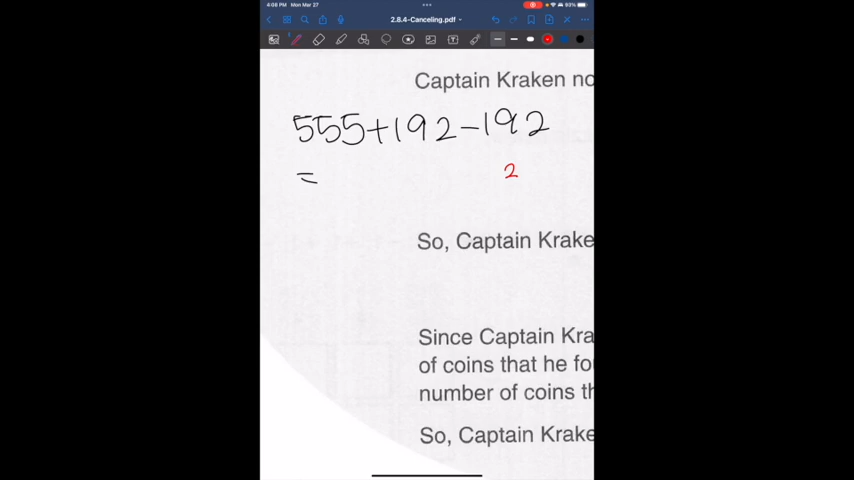 4:08 PM Mon Mar 27
93%
2.8.4-Canceling.pdf
Captain Kraken no
555+192-192
=
2
So, Captain Krake
Since Captain Kra
of coins that he fo
number of coins th
So, Captain Krake